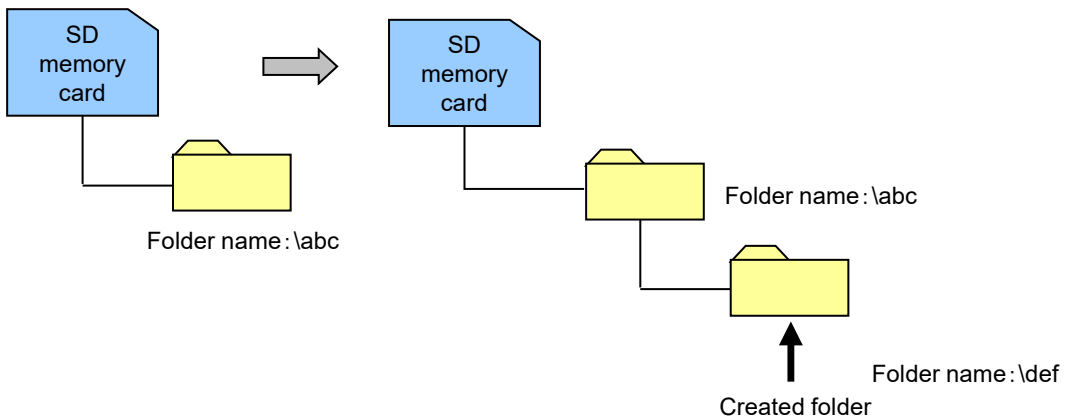 SD
memory
card
Folder name：\abc
SD
memory
card
Folder name：\abc
Folder name：\def
Created folder